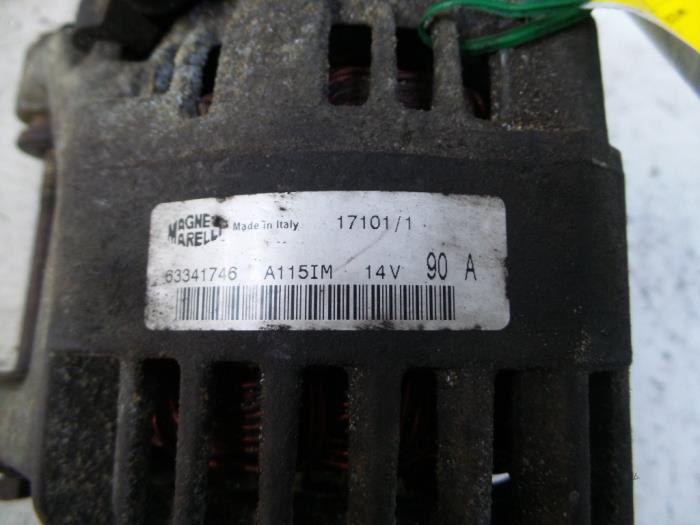 MAGNETI
MARELLI
Made in Italy
17101/1
63341746 A115IM 14V 90 A